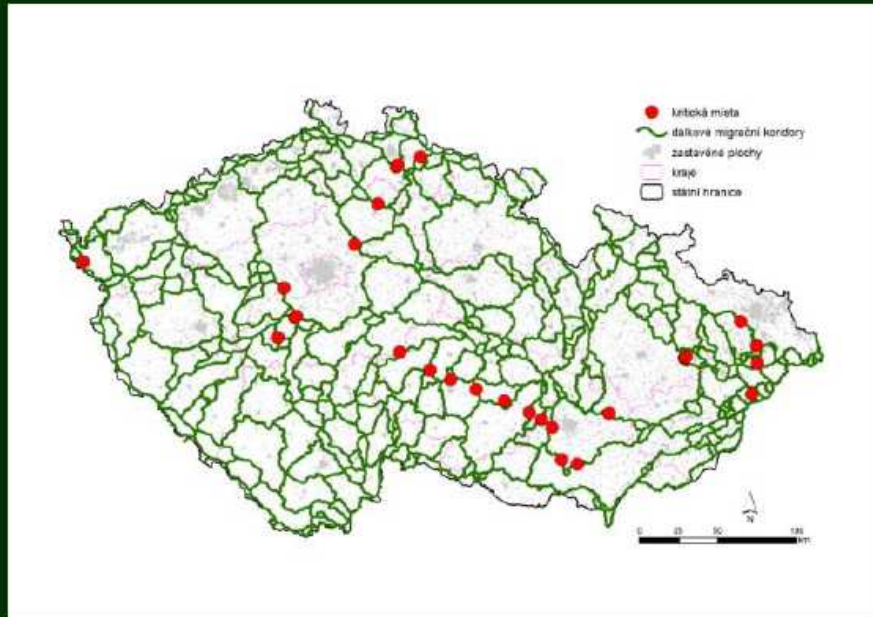 kritická místa
dálkové migrační koridory
zastavěné plochy
kraje
státní hranice
N
0 25 50 100
km